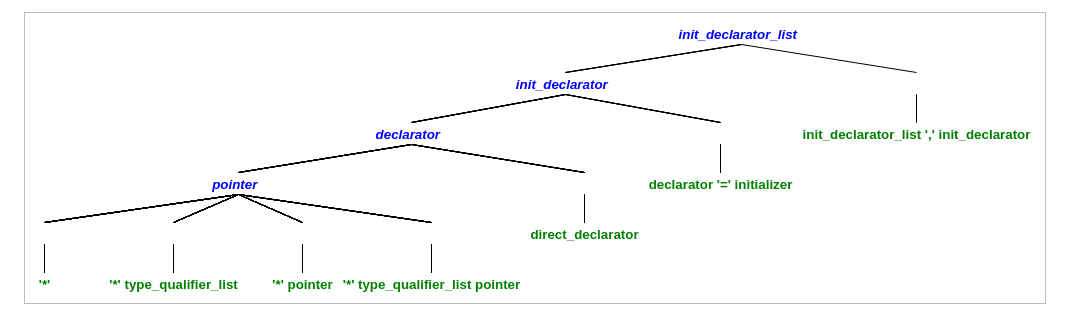 init_declarator_list
init_declarator
declarator
init_declarator_list ',' init_declarator
pointer
declarator '=' initializer
direct_declarator
'*'
'*' type_qualifier_list
'*' pointer
'*' type_qualifier_list pointer